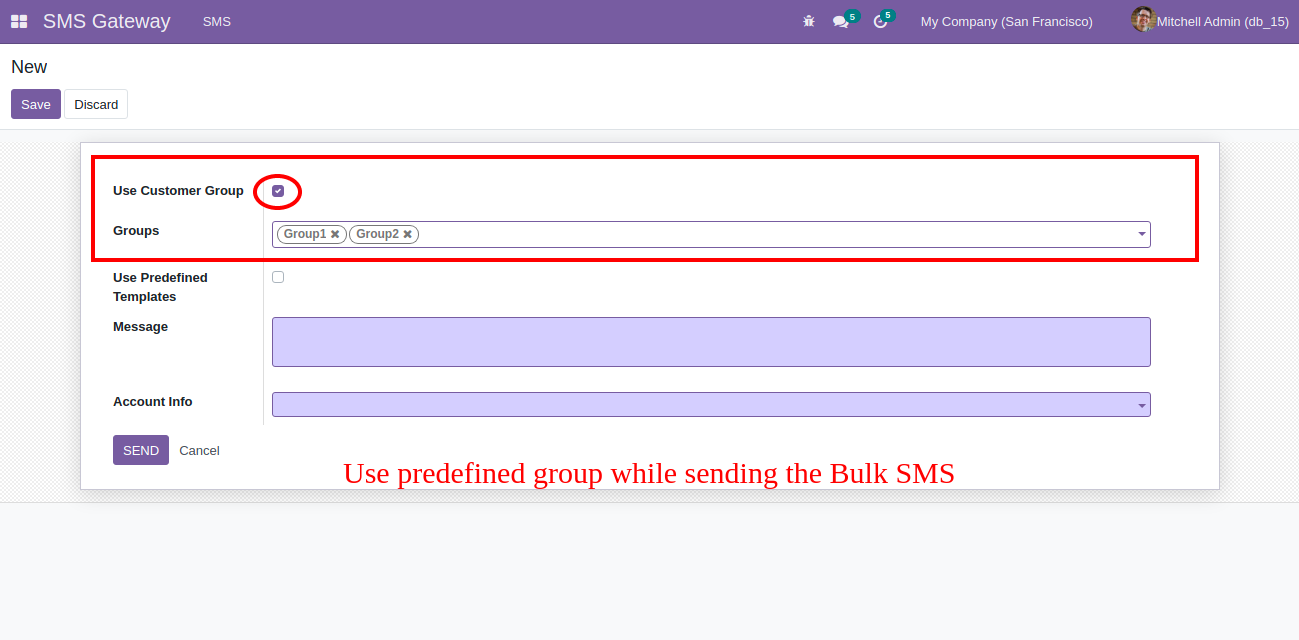 SMS Gateway SMS 5 5 My Company (San Francisco) Mitchell Admin (db_15)
New
Save Discard
Use Customer Group
Groups Group1 Group2
Use Predefined
Templates
Message
Account Info
SEND Cancel
Use predefined group while sending the Bulk SMS